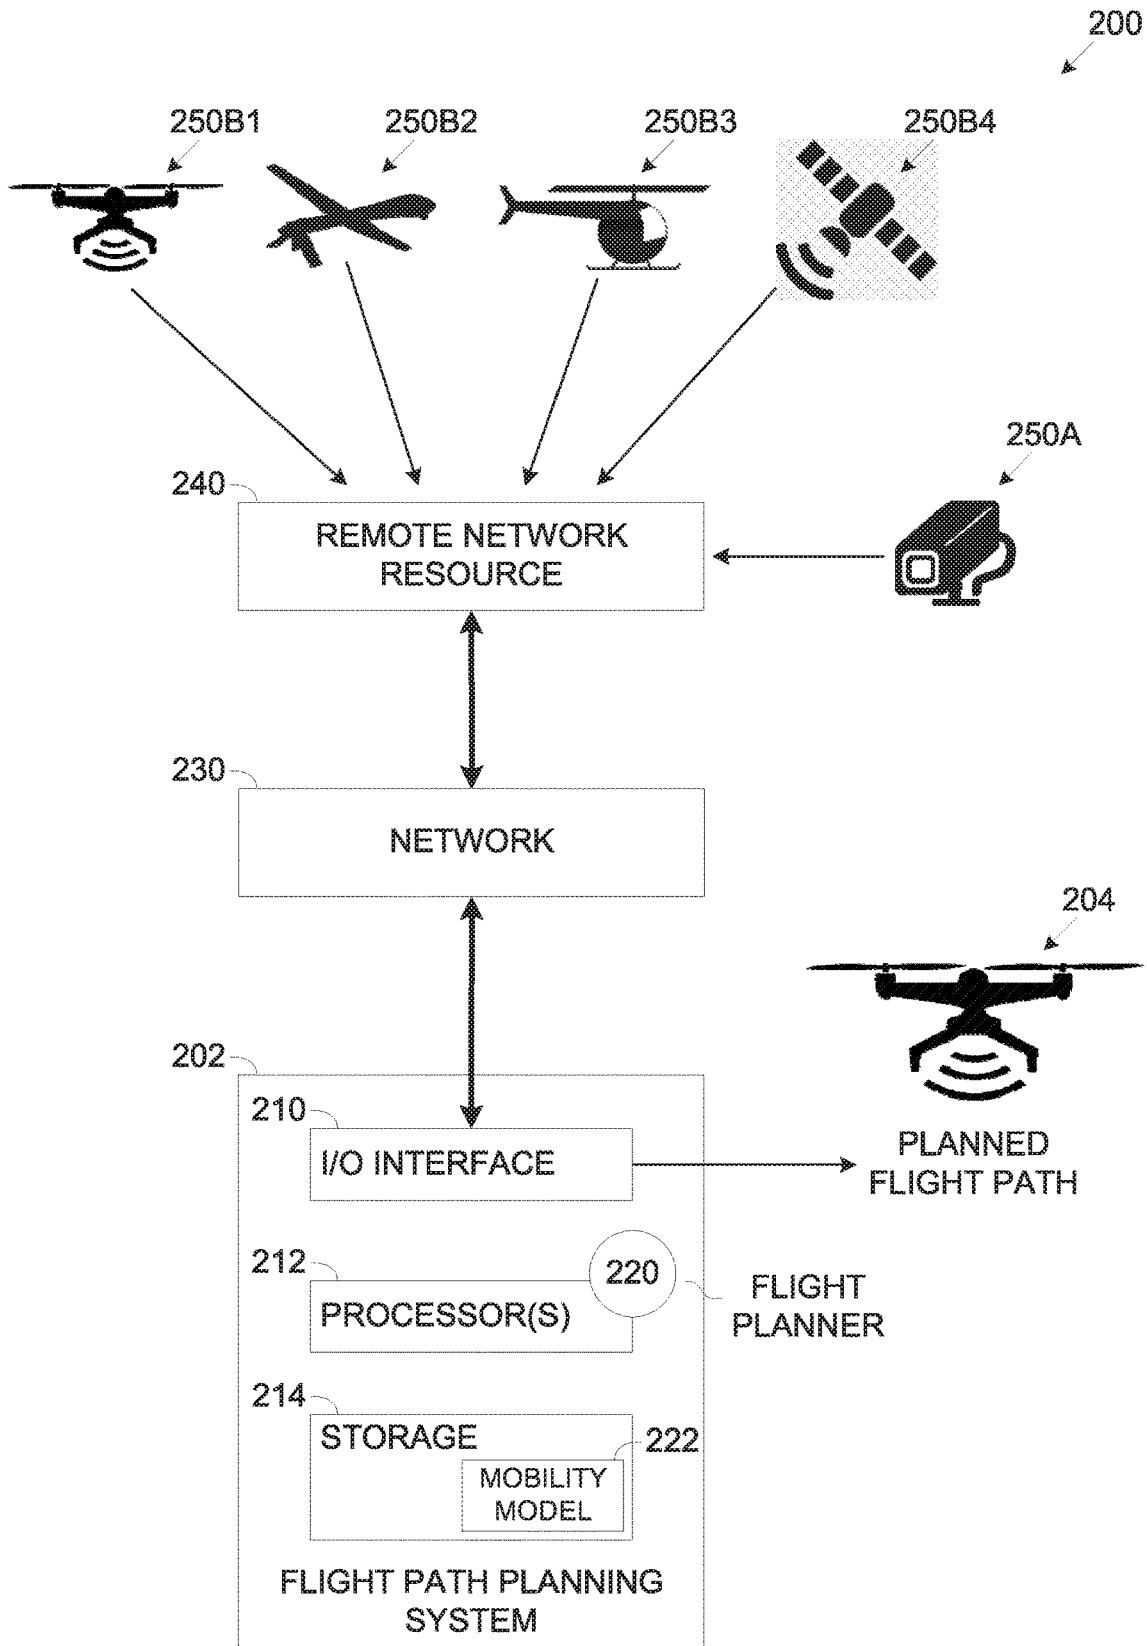 200
250B1
250B2
250B3
250B4
250A
240
REMOTE NETWORK
RESOURCE
230
NETWORK
204
202
210
I/O INTERFACE
PLANNED
FLIGHT PATH
212
220
PROCESSOR(S)
FLIGHT
PLANNER
214
STORAGE
222
MOBILITY
MODEL
FLIGHT PATH PLANNING
SYSTEM